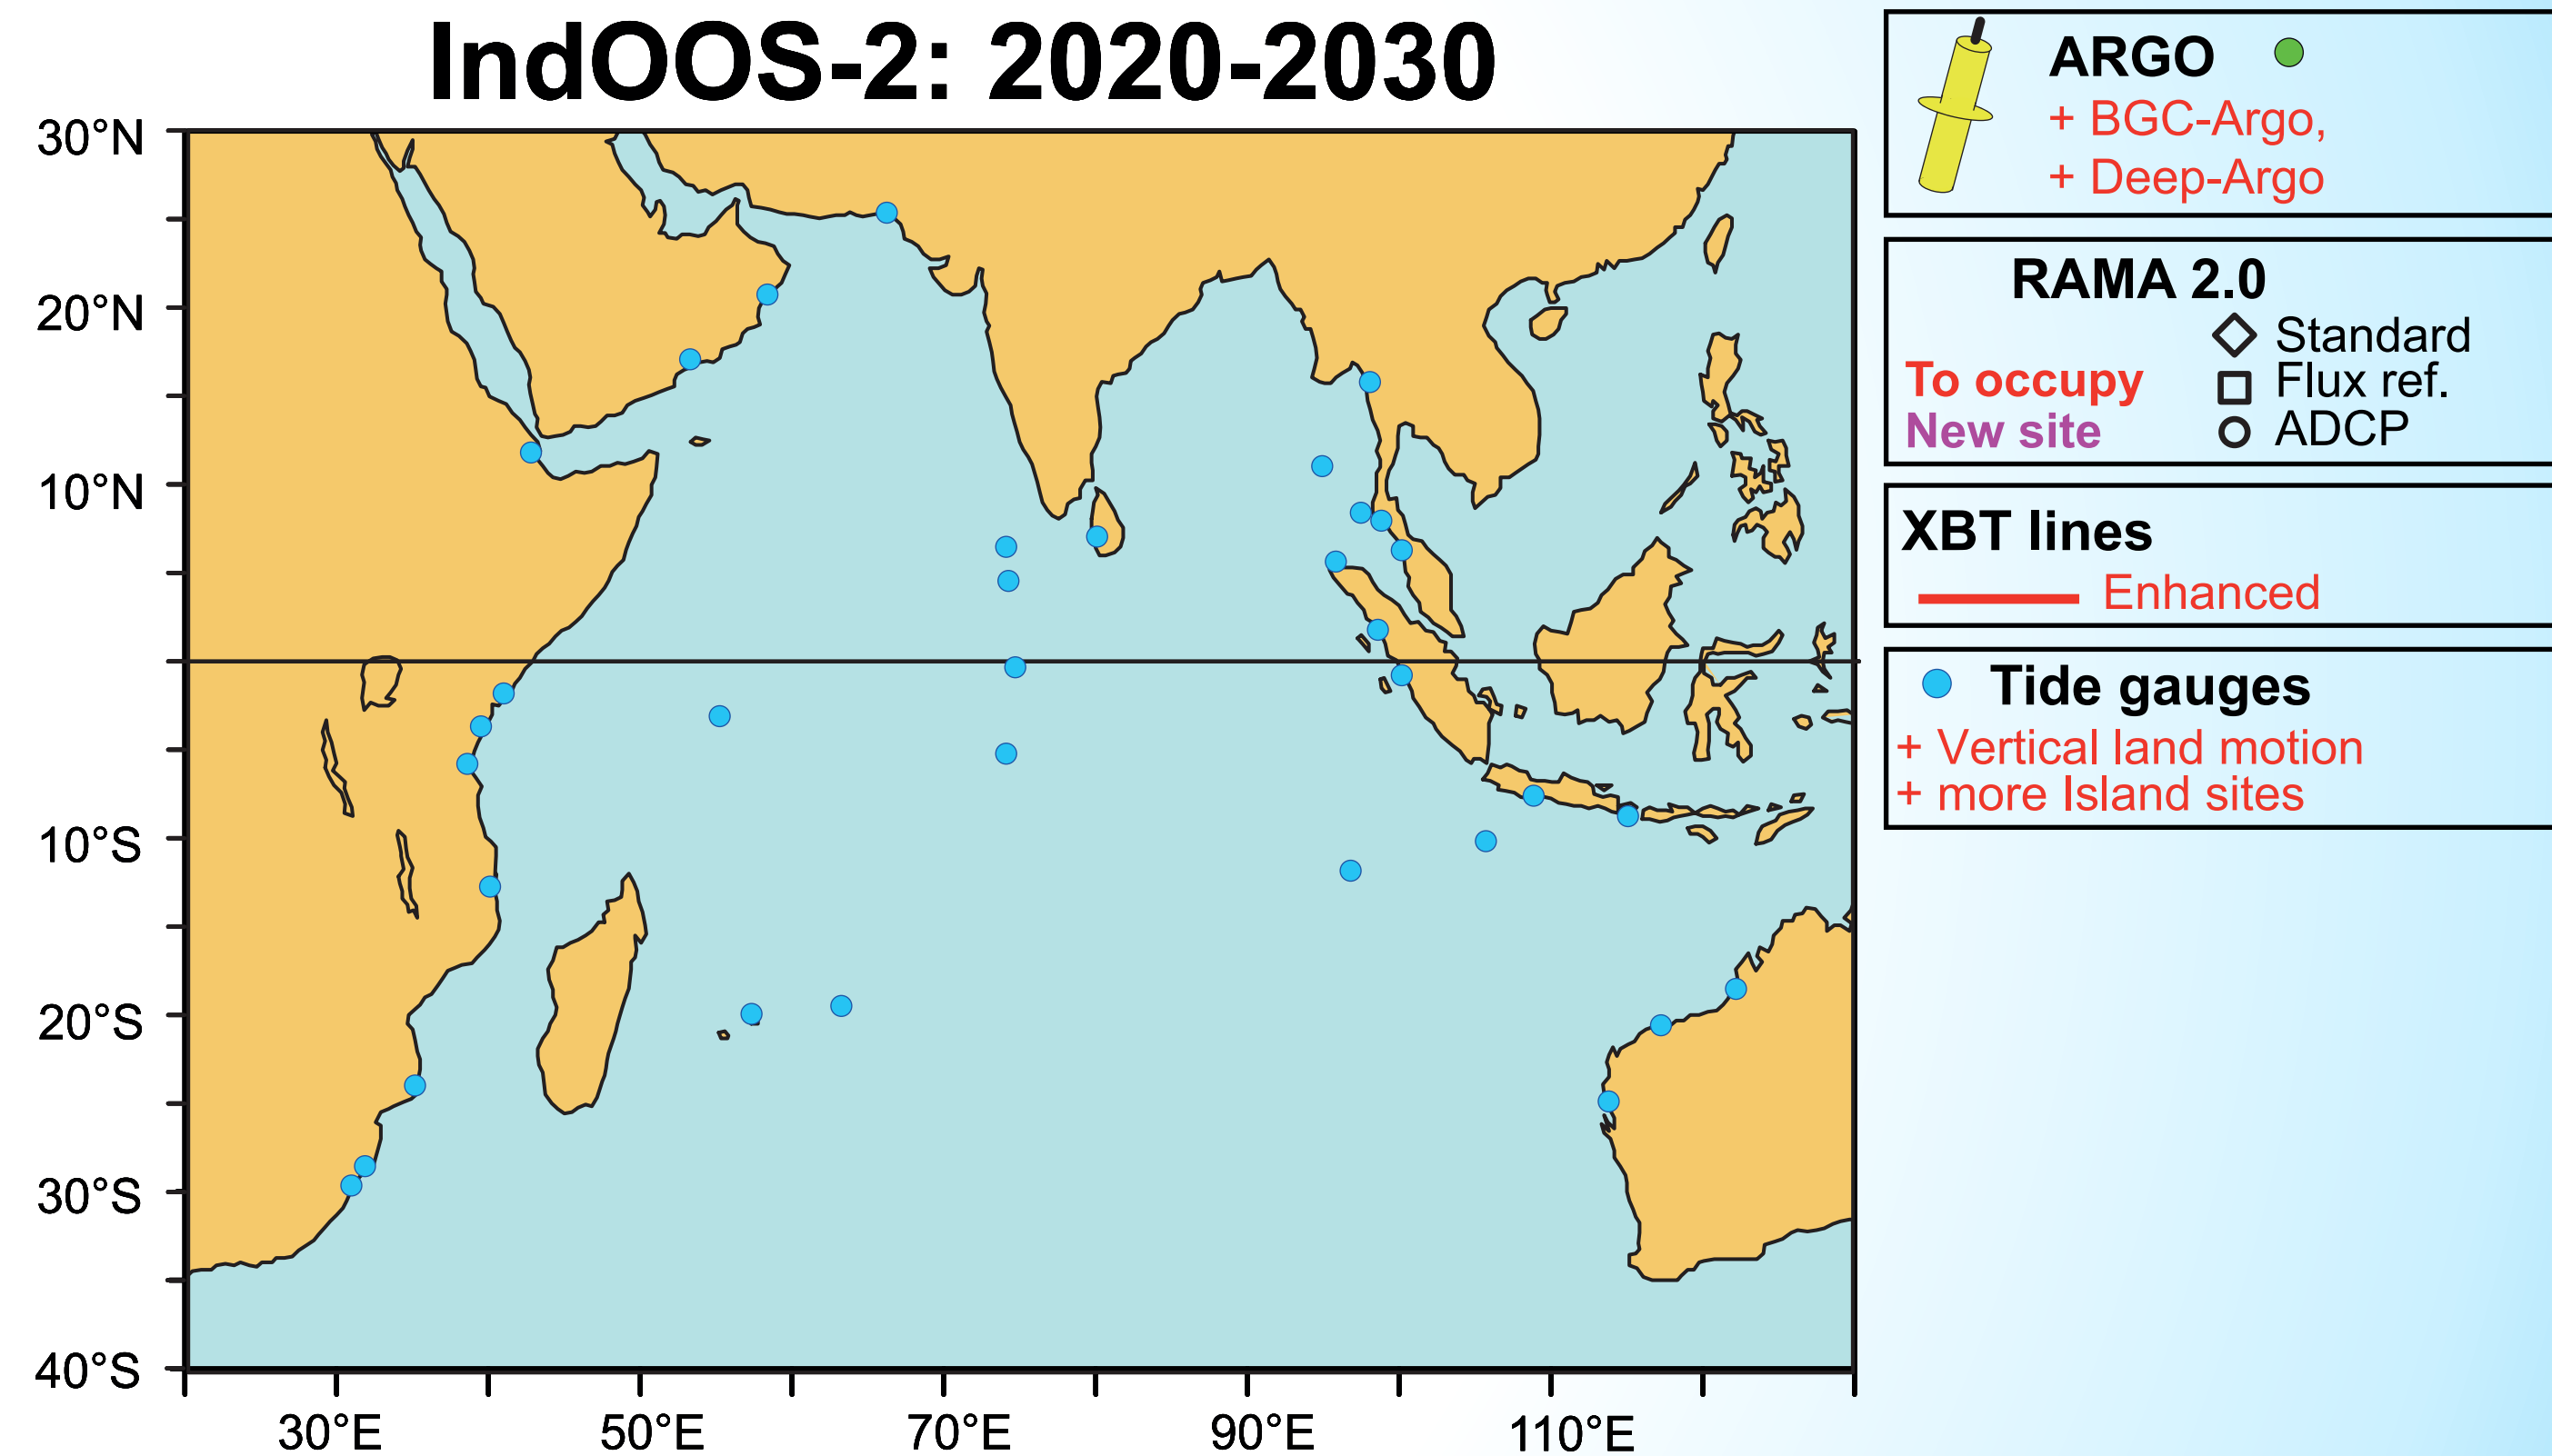 IndOOS-2: 2020-2030
30°N
20°N
10°N
10°S
20°S
30°S
40°S
30°E
50°E
70°E
90°E
110°E
ARGO
+ BGC-Argo,
+ Deep-Argo
RAMA 2.0
Standard
To occupy
Flux ref.
New site
ADCP
XBT lines
Enhanced
Tide gauges
+ Vertical land motion
+ more Island sites